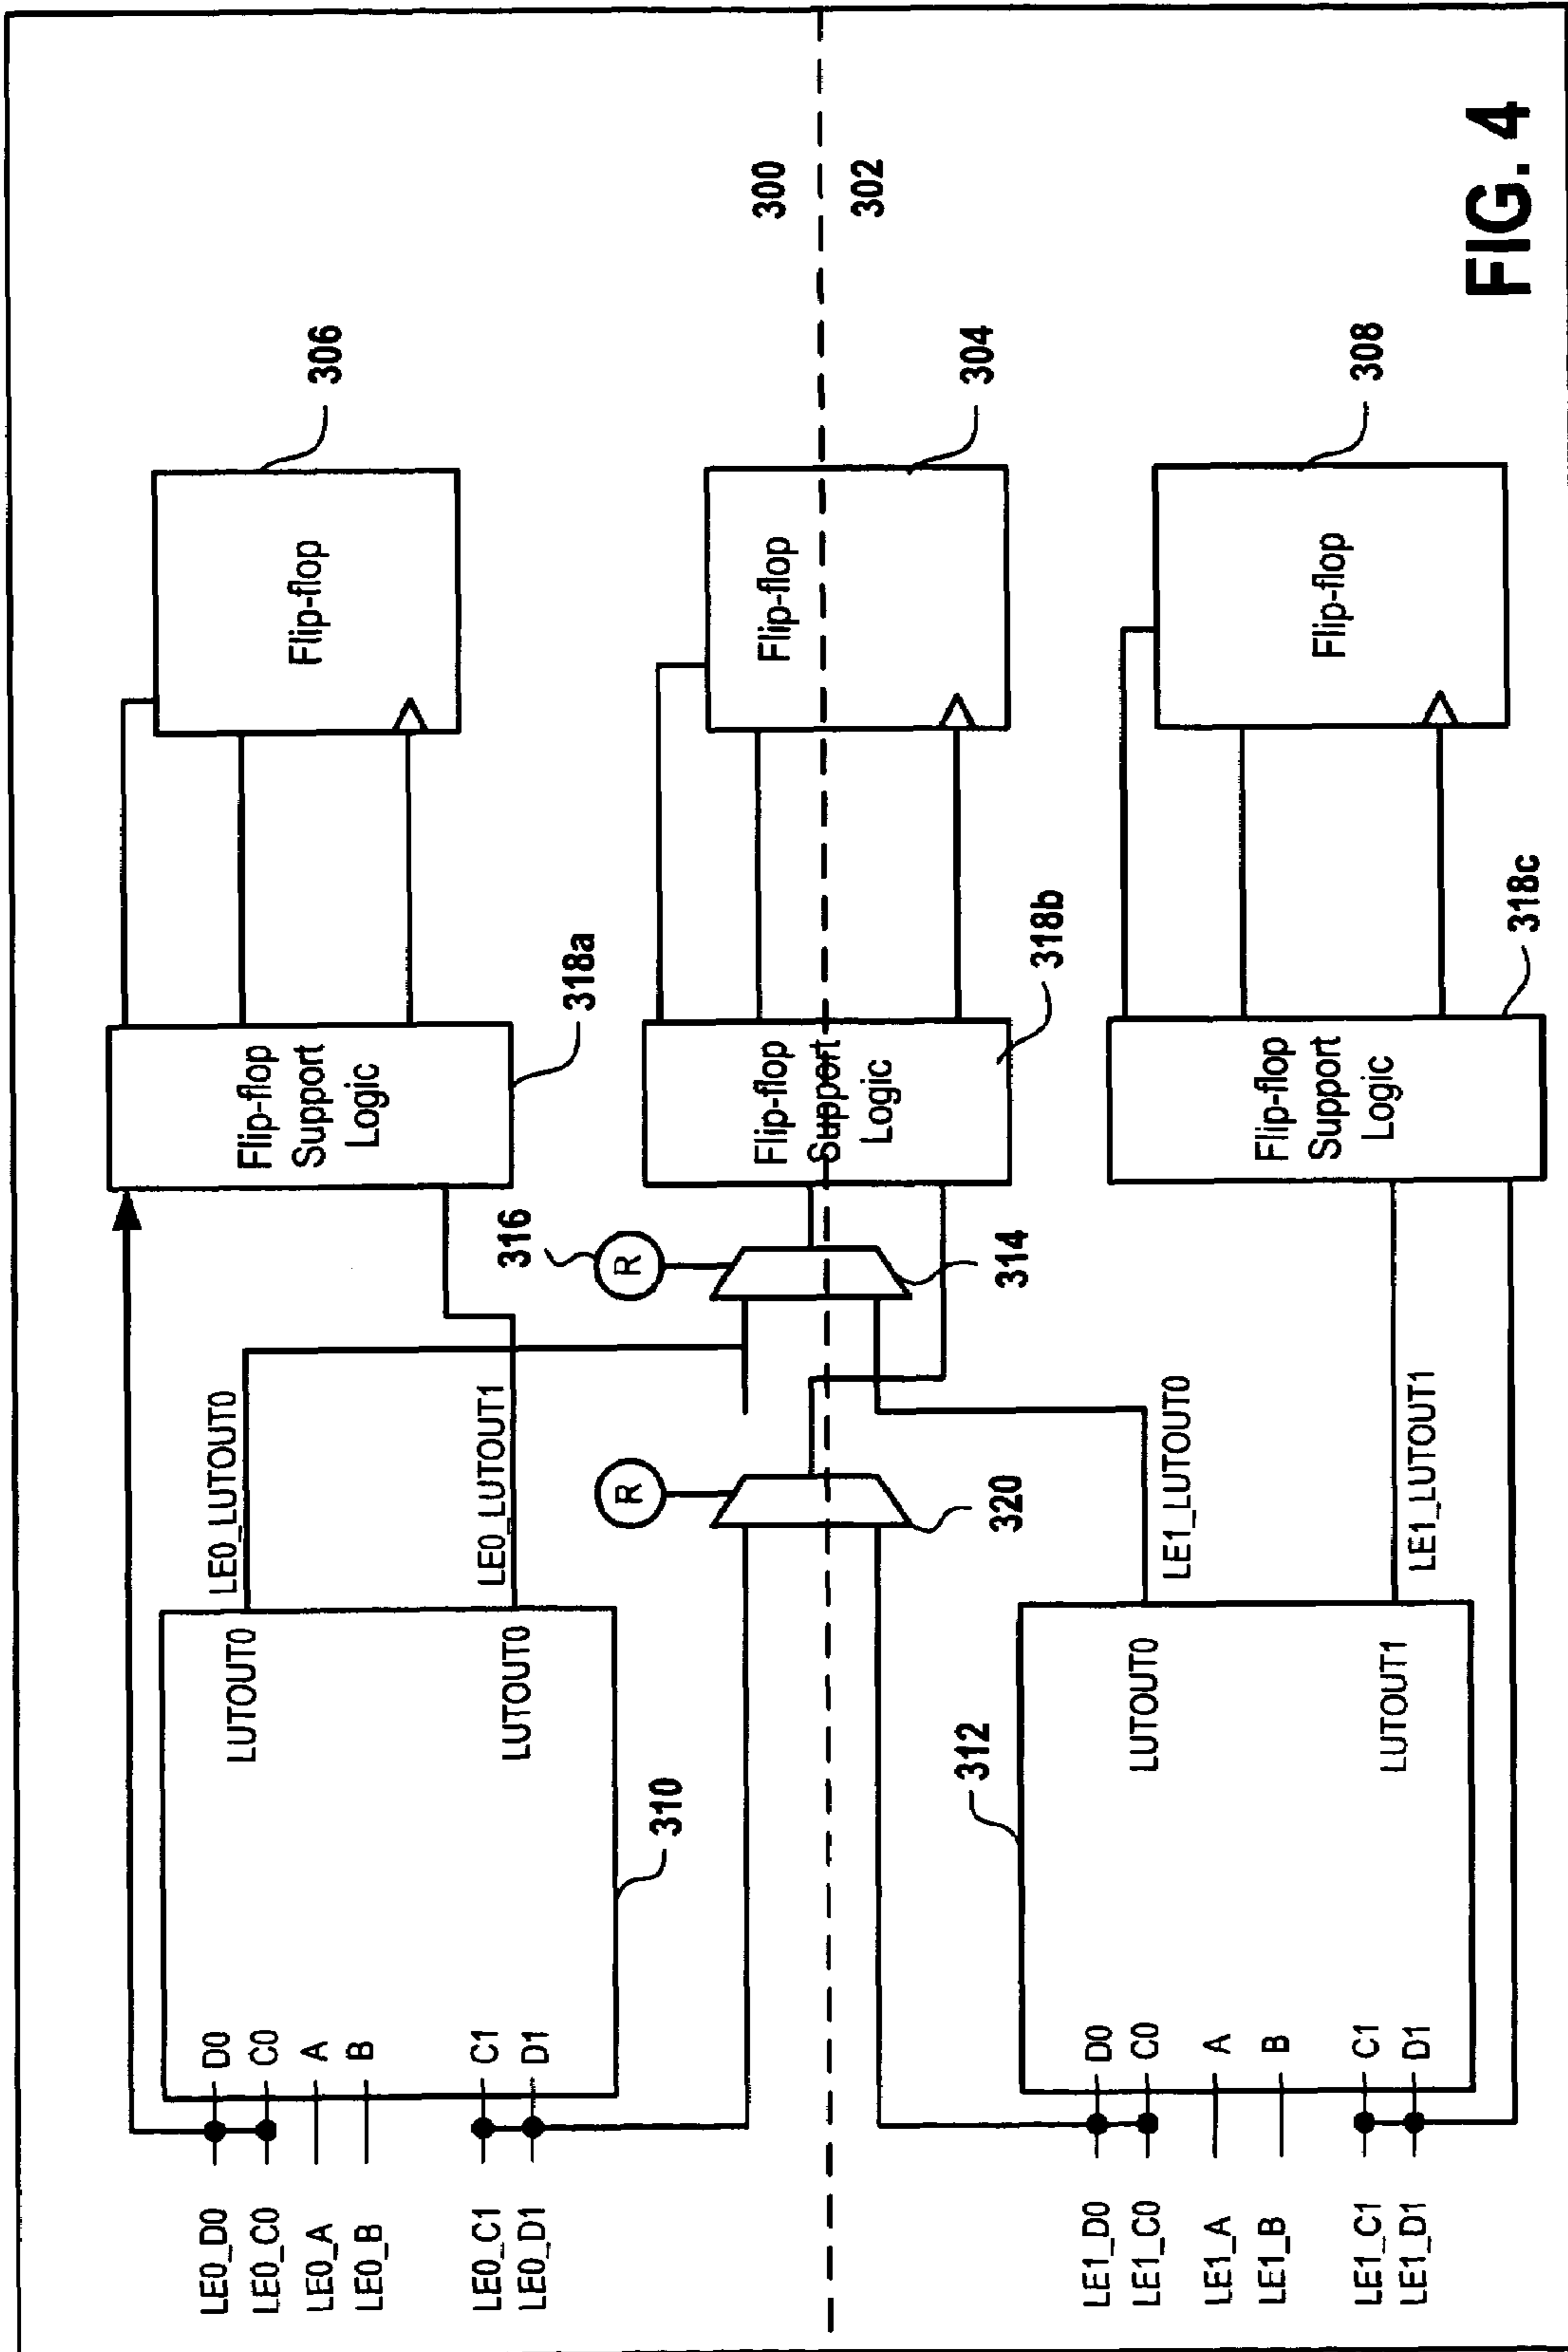 LE0_D0
LE0_C0
LE0_A
LE0_B
LE0_C1
LE0_D1
D0
C0
A
B
C1
D1
LUTOUT0
LUTOUT0
310
LE0_LUTOUT0
LE0_LUTOUT1
Flip-flop
Support
Logic
318a
Flip-flop
306
R
320
R
316
314
Flip-flop
Support
Logic
318b
Flip-flop
304
300
302
LE1_D0
LE1_C0
LE1_A
LE1_B
LE1_C1
LE1_D1
D0
C0
A
B
C1
D1
312
LUTOUT0
LUTOUT1
LE1_LUTOUT0
LE1_LUTOUT1
Flip-flop
Support
Logic
318c
Flip-flop
308
FIG. 4